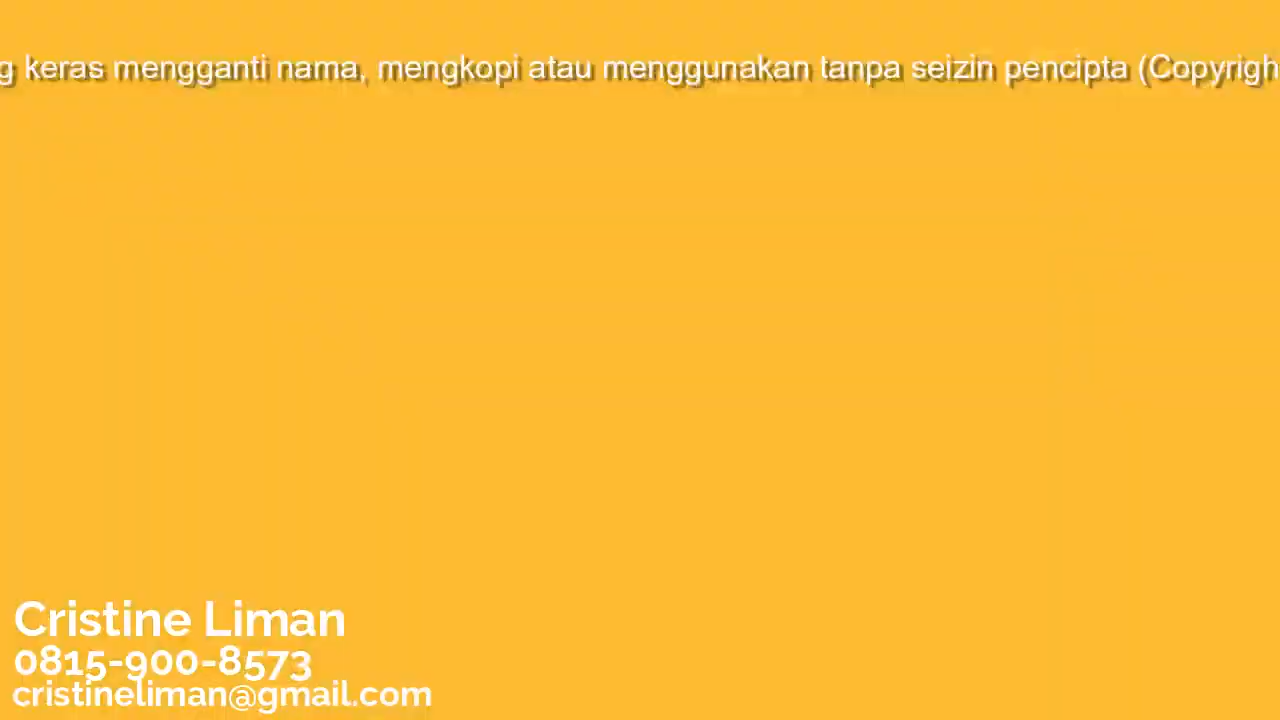 keras mengganti nama, mengkopi atau menggunakan tanpa seizin pencipta
Cristine Liman
0815-900-8573
cristineliman@gmail.com